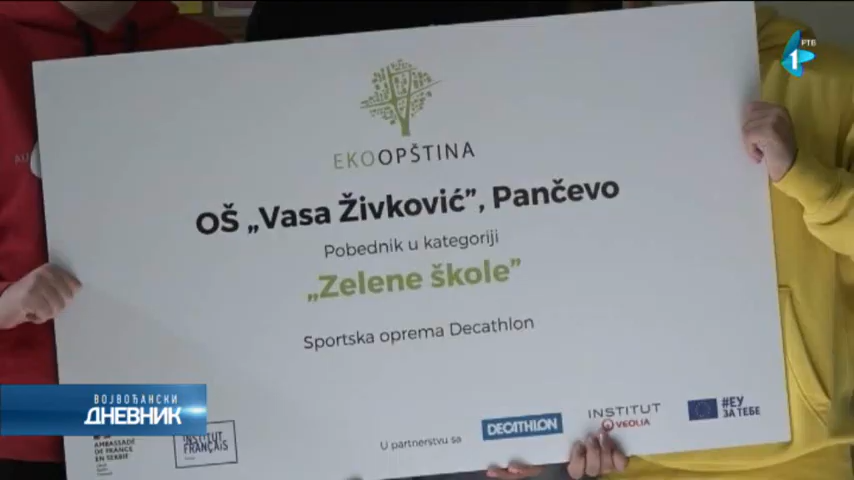 РТВ
1
EKOOPŠTINA
OŠ „Vasa Živković”, Pančevo
Pobednik u kategoriji
„Zelene škole”
Sportska oprema Decathlon
ВОЈВОЂАНСКИ
ДНЕВНИК
AMBASSADE
DE FRANCE
EN SERBIE
INSTITUT
FRANÇAIS
U partnerstvu sa
DECATHLON
INSTITUT
VEOLIA
#ЕУ
ЗА ТЕБЕ